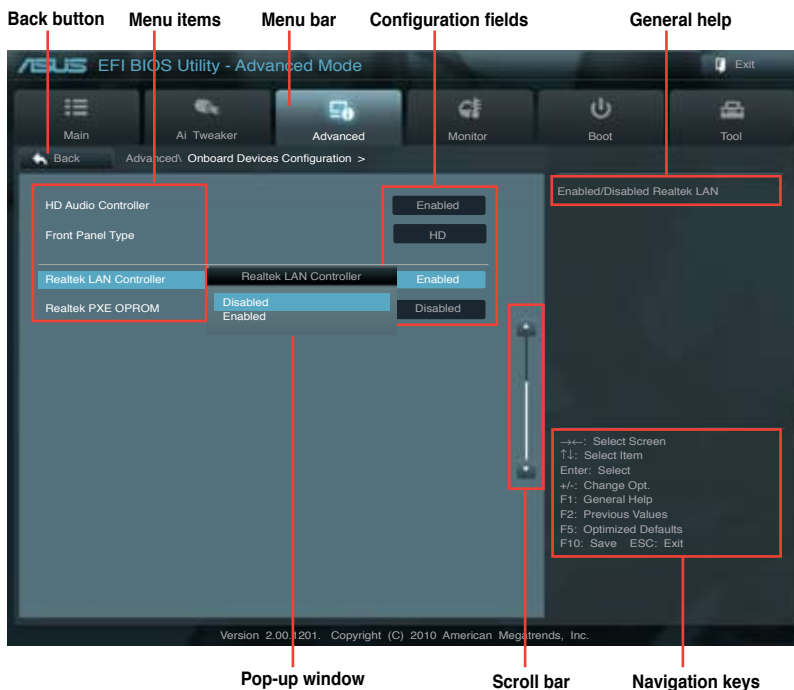 Back button Menu items Menu bar Configuration fields General help
ASUS EFI BIOS Utility - Advanced Mode Exit
Main Ai Tweaker Advanced Monitor Boot Tool
Back Advanced\ Onboard Devices Configuration >
Enabled/Disabled Realtek LAN
HD Audio Controller Enabled
Front Panel Type HD
Realtek LAN Controller Realtek LAN Controller Enabled
Realtek PXE OPROM Disabled Disabled
Enabled
→←: Select Screen
↑↓: Select Item
Enter: Select
+/-: Change Opt.
F1: General Help
F2: Previous Values
F5: Optimized Defaults
F10: Save ESC: Exit
Version 2.00.1201. Copyright (C) 2010 American Megatrends, Inc.
Pop-up window Scroll bar Navigation keys